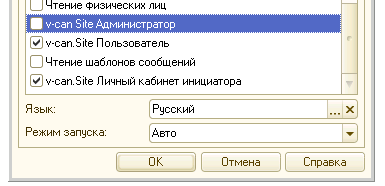 Чтение физических лиц
v-can Site Администратор
v-can.Site Пользователь
Чтение шаблонов сообщений
v-can.Site Личный кабинет инициатора
Язык: Русский ... ×
Режим запуска: Авто
OK Отмена Справка